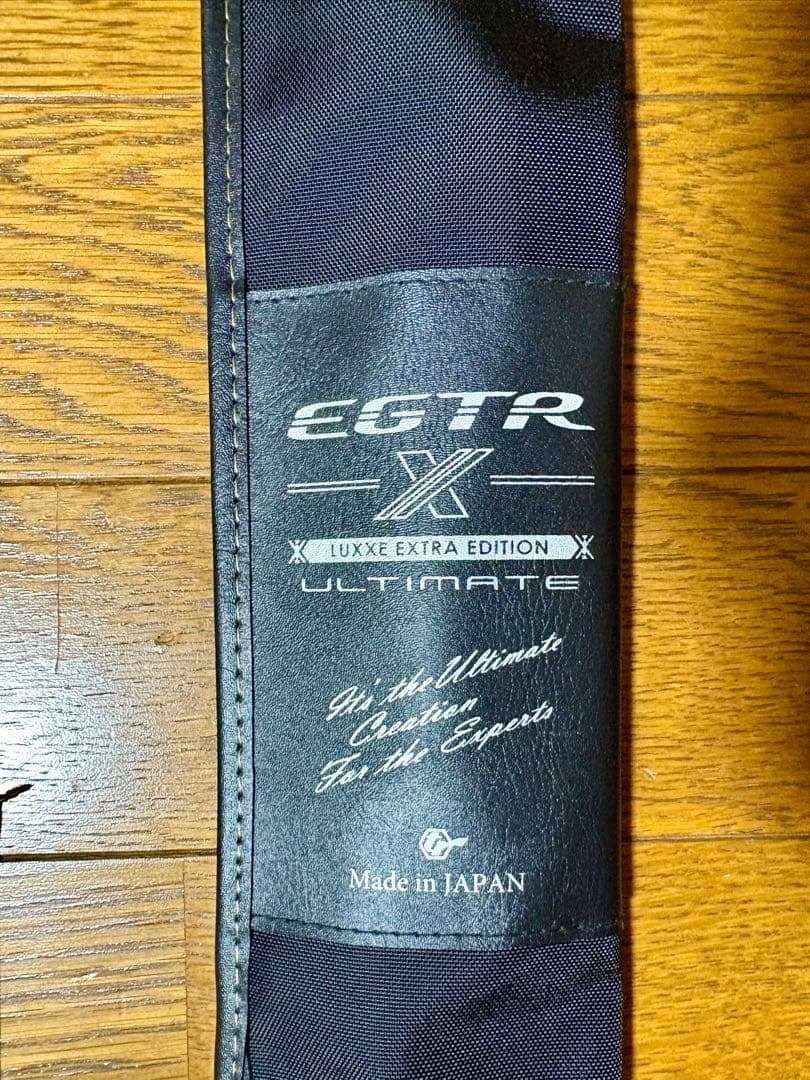 EGTR
X
LUXXE EXTRA EDITION
ULTIMATE
It's the Ultimate
Creation
For the Experts
Made in JAPAN